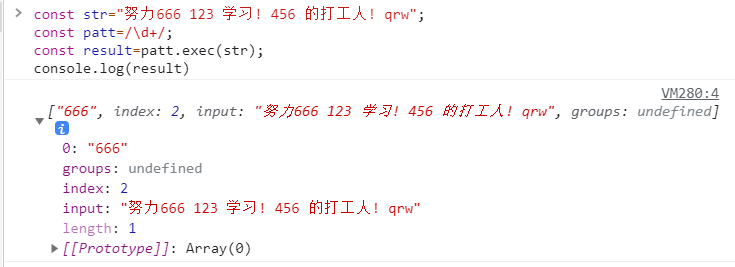 const str="努力666 123 学习! 456 的打工人! qrw";
const patt=/\d+/;
const result=patt.exec(str);
console.log(result)
VM280:4
["666", index: 2, input: "努力666 123 学习! 456 的打工人! qrw", groups: undefined]
i
0: "666"
groups: undefined
index: 2
input: "努力666 123 学习! 456 的打工人! qrw"
length: 1
[[Prototype]]: Array(0)